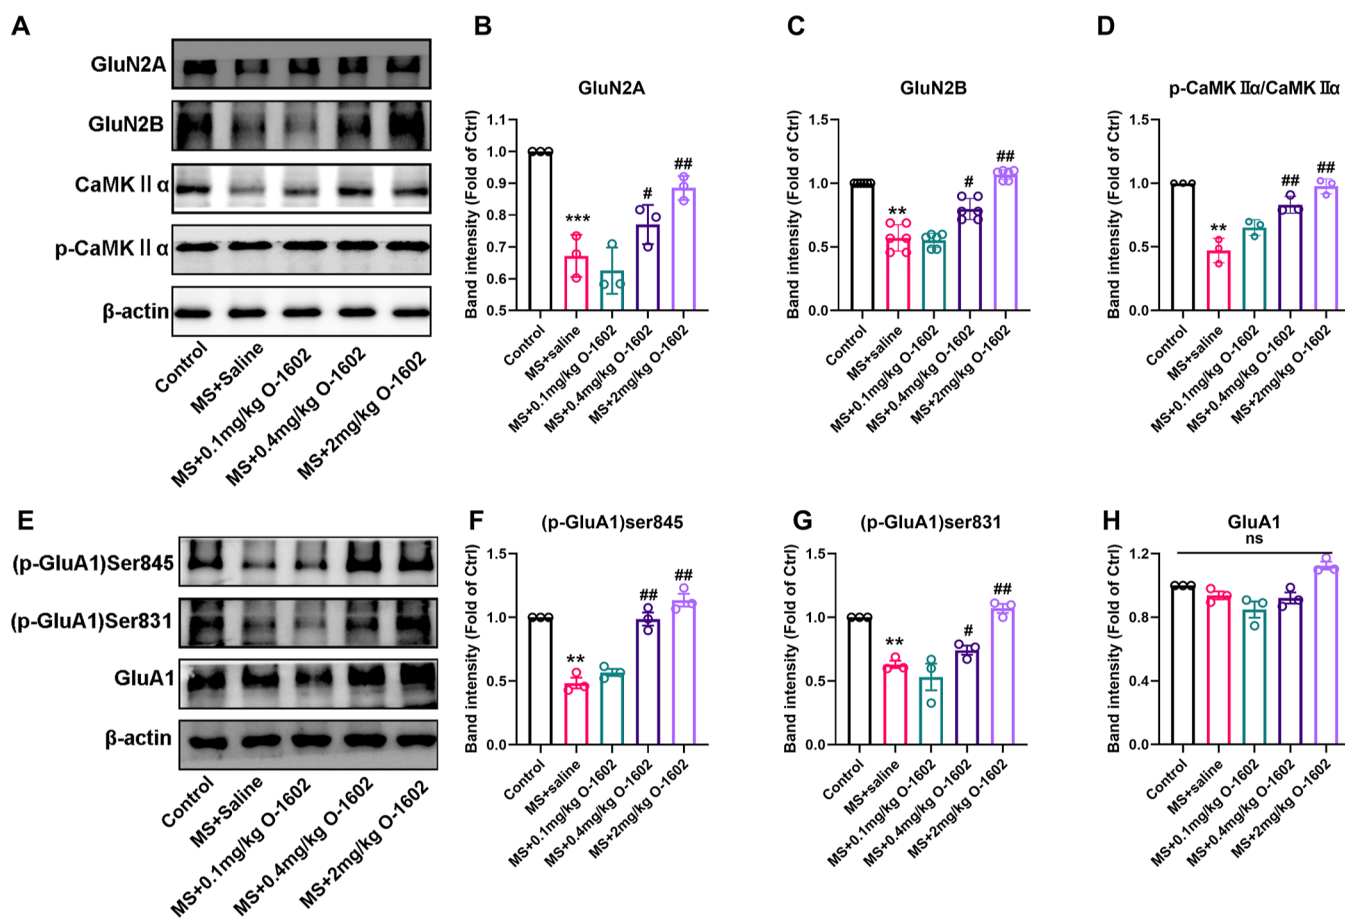 A
GluN2A
GluN2B
CaMKⅡα
p-CaMKⅡα
β-actin
Control
MS+Saline
MS+0.1mg/kg O-1602
MS+0.4mg/kg O-1602
MS+2mg/kg O-1602
B
GluN2A
Band intensity (Fold of Ctrl)
1.1
1.0
0.9
0.8
0.7
0.6
0.5
***
#
##
Control
MS+saline
MS+0.1mg/kg O-1602
MS+0.4mg/kg O-1602
MS+2mg/kg O-1602
C
GluN2B
Band intensity (Fold of Ctrl)
1.5
1.0
0.5
0.0
**
#
##
Control
MS+saline
MS+0.1mg/kg O-1602
MS+0.4mg/kg O-1602
MS+2mg/kg O-1602
D
p-CaMKⅡα/CaMKⅡα
Band intensity (Fold of Ctrl)
1.5
1.0
0.5
0.0
**
##
##
Control
MS+saline
MS+0.1mg/kg O-1602
MS+0.4mg/kg O-1602
MS+2mg/kg O-1602
E
(p-GluA1)Ser845
(p-GluA1)Ser831
GluA1
β-actin
Control
MS+Saline
MS+0.1mg/kg O-1602
MS+0.4mg/kg O-1602
MS+2mg/kg O-1602
F
(p-GluA1)ser845
Band intensity (Fold of Ctrl)
1.5
1.0
0.5
0.0
**
##
##
Control
MS+saline
MS+0.1mg/kg O-1602
MS+0.4mg/kg O-1602
MS+2mg/kg O-1602
G
(p-GluA1)ser831
Band intensity (Fold of Ctrl)
1.5
1.0
0.5
0.0
**
#
##
Control
MS+saline
MS+0.1mg/kg O-1602
MS+0.4mg/kg O-1602
MS+2mg/kg O-1602
H
GluA1
ns
Band intensity (Fold of Ctrl)
1.2
0.8
0.4
0.0
Control
MS+saline
MS+0.1mg/kg O-1602
MS+0.4mg/kg O-1602
MS+2mg/kg O-1602